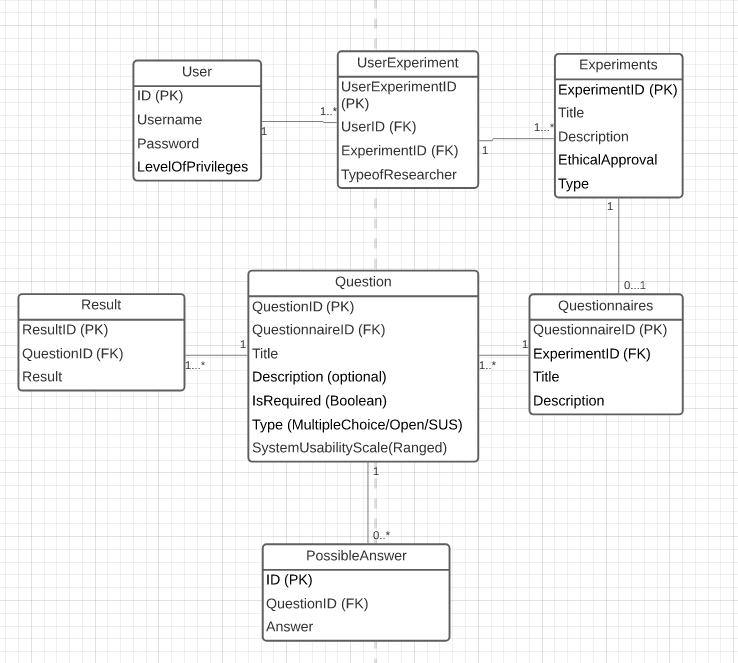 User
ID (PK)
Username
Password
LevelOfPrivileges
1
1..*
UserExperiment
UserExperimentID
(PK)
UserID (FK)
ExperimentID (FK)
TypeofResearcher
1
1...*
Experiments
ExperimentID (PK)
Title
Description
EthicalApproval
Type
1
0...1
Result
ResultID (PK)
QuestionID (FK)
Result
1...*
1
Question
QuestionID (PK)
QuestionnaireID (FK)
Title
Description (optional)
IsRequired (Boolean)
Type (MultipleChoice/Open/SUS)
SystemUsabilityScale(Ranged)
1..*
1
Questionnaires
QuestionnaireID (PK)
ExperimentID (FK)
Title
Description
1
0..*
PossibleAnswer
ID (PK)
QuestionID (FK)
Answer